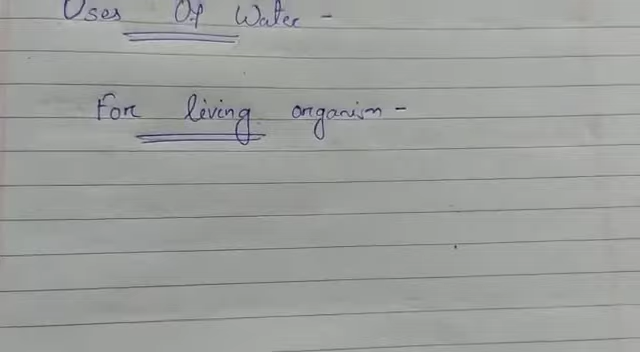 Uses Of Water -
For living organism -